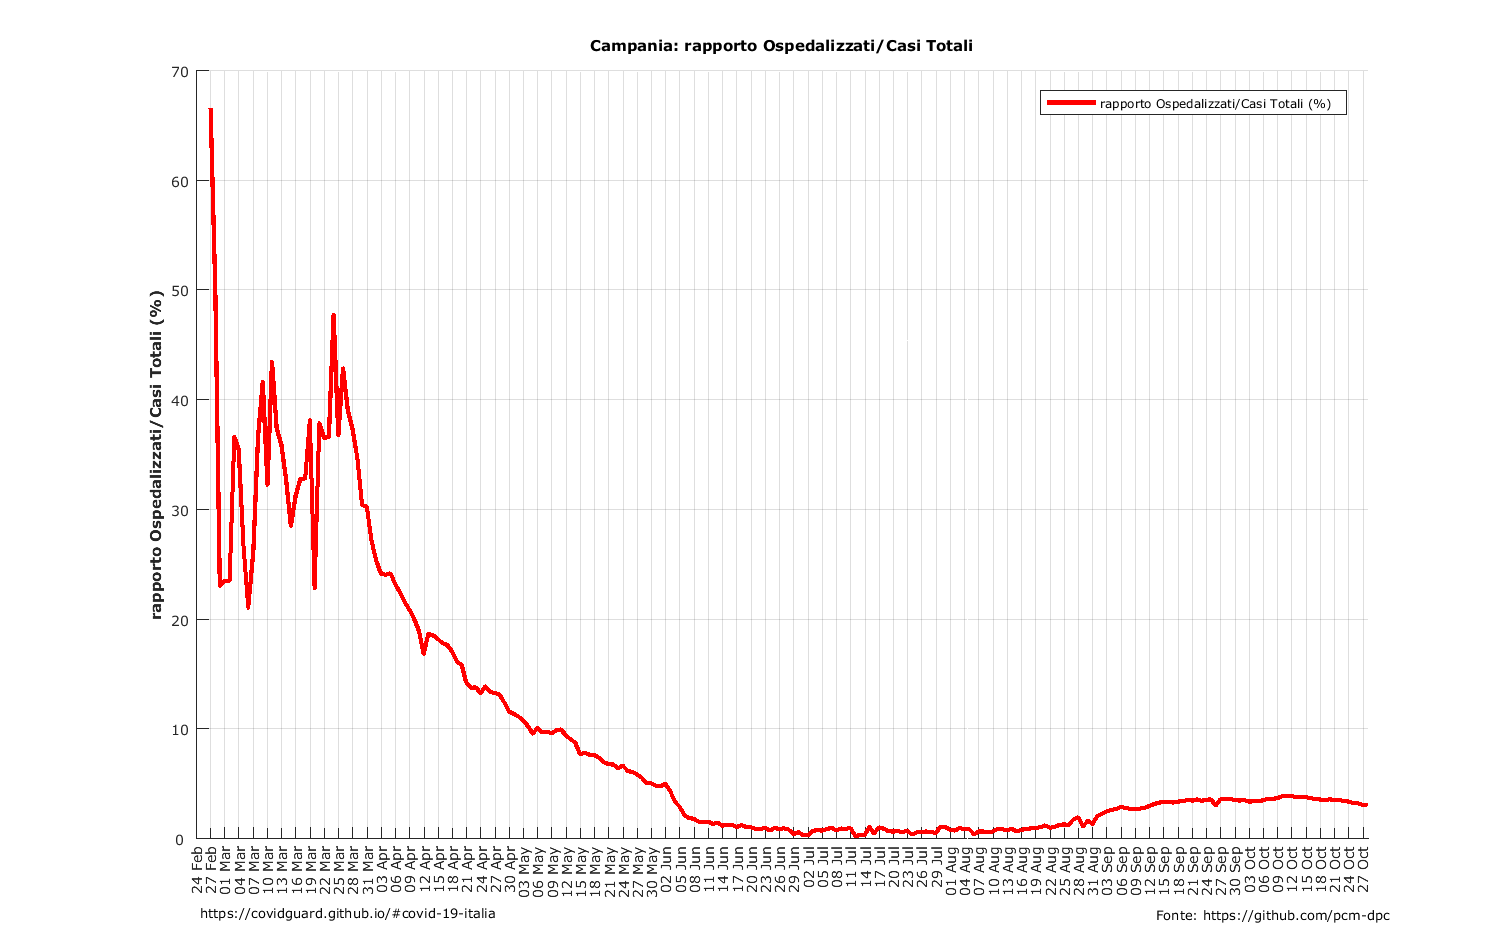 Campania: rapporto Ospedalizzati/Casi Totali
rapporto Ospedalizzati/Casi Totali (%)
rapporto Ospedalizzati/Casi Totali (%)
70
60
50
40
30
20
10
0
24 Feb
27 Feb
01 Mar
04 Mar
07 Mar
10 Mar
13 Mar
16 Mar
19 Mar
22 Mar
25 Mar
28 Mar
31 Mar
03 Apr
06 Apr
09 Apr
12 Apr
15 Apr
18 Apr
21 Apr
24 Apr
27 Apr
30 Apr
03 May
06 May
09 May
12 May
15 May
18 May
21 May
24 May
27 May
30 May
02 Jun
05 Jun
08 Jun
11 Jun
14 Jun
17 Jun
20 Jun
23 Jun
26 Jun
29 Jun
02 Jul
05 Jul
08 Jul
11 Jul
14 Jul
17 Jul
20 Jul
23 Jul
26 Jul
29 Jul
01 Aug
04 Aug
07 Aug
10 Aug
13 Aug
16 Aug
19 Aug
22 Aug
25 Aug
28 Aug
31 Aug
03 Sep
06 Sep
09 Sep
12 Sep
15 Sep
18 Sep
21 Sep
24 Sep
27 Sep
30 Sep
03 Oct
06 Oct
09 Oct
12 Oct
15 Oct
18 Oct
21 Oct
24 Oct
27 Oct
https://covidguard.github.io/#covid-19-italia
Fonte: https://github.com/pcm-dpc